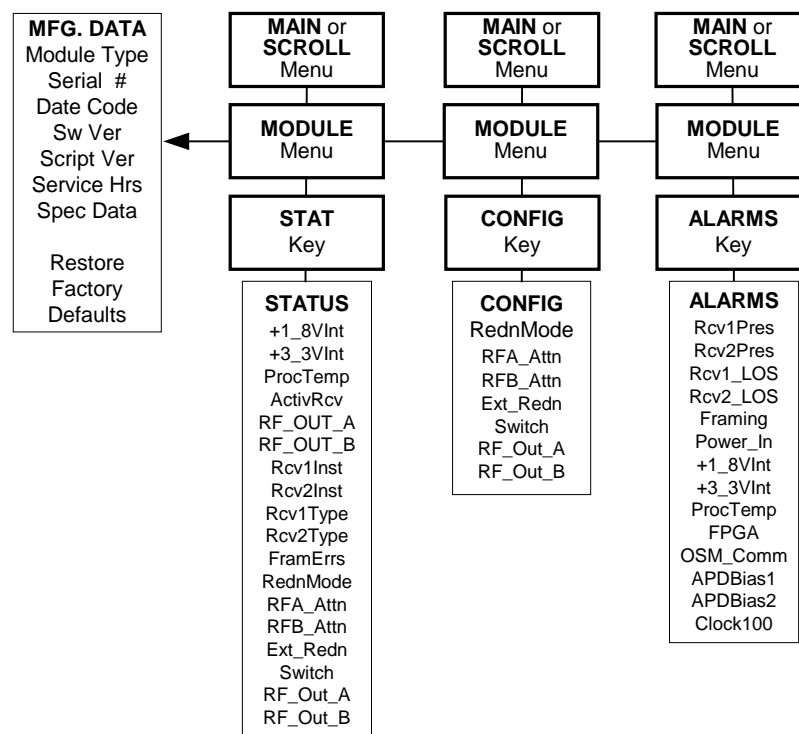 MFG. DATA
Module Type
Serial #
Date Code
Sw Ver
Script Ver
Service Hrs
Spec Data
Restore
Factory
Defaults
MAIN or
SCROLL
Menu
MODULE
Menu
STAT
Key
STATUS
+1_8VInt
+3_3VInt
ProcTemp
ActivRcv
RF_OUT_A
RF_OUT_B
Rcv1Inst
Rcv2Inst
Rcv1Type
Rcv2Type
FramErrs
RednMode
RFA_Attn
RFB_Attn
Ext_Redn
Switch
RF_Out_A
RF_Out_B
MAIN or
SCROLL
Menu
MODULE
Menu
CONFIG
Key
CONFIG
RednMode
RFA_Attn
RFB_Attn
Ext_Redn
Switch
RF_Out_A
RF_Out_B
MAIN or
SCROLL
Menu
MODULE
Menu
ALARMS
Key
ALARMS
Rcv1Pres
Rcv2Pres
Rcv1_LOS
Rcv2_LOS
Framing
Power_In
+1_8VInt
+3_3VInt
ProcTemp
FPGA
OSM_Comm
APDBias1
APDBias2
Clock100